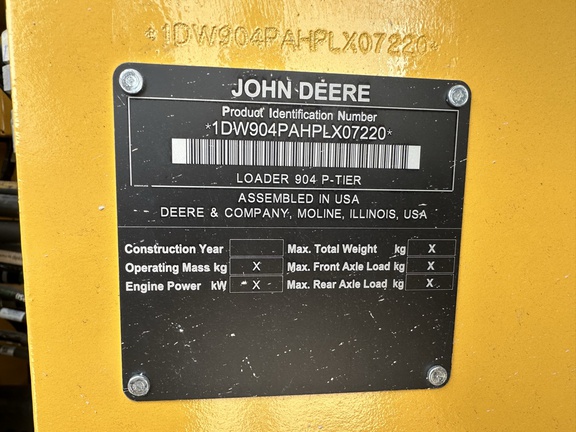 *1DW904PAHPLX07220*
JOHN DEERE
Product Identification Number
*1DW904PAHPLX07220*
LOADER 904 P-TIER
ASSEMBLED IN USA
DEERE & COMPANY, MOLINE, ILLINOIS, USA
Construction Year Max. Total Weight kg X
Operating Mass kg X Max. Front Axle Load kg X
Engine Power kW X Max. Rear Axle Load kg X